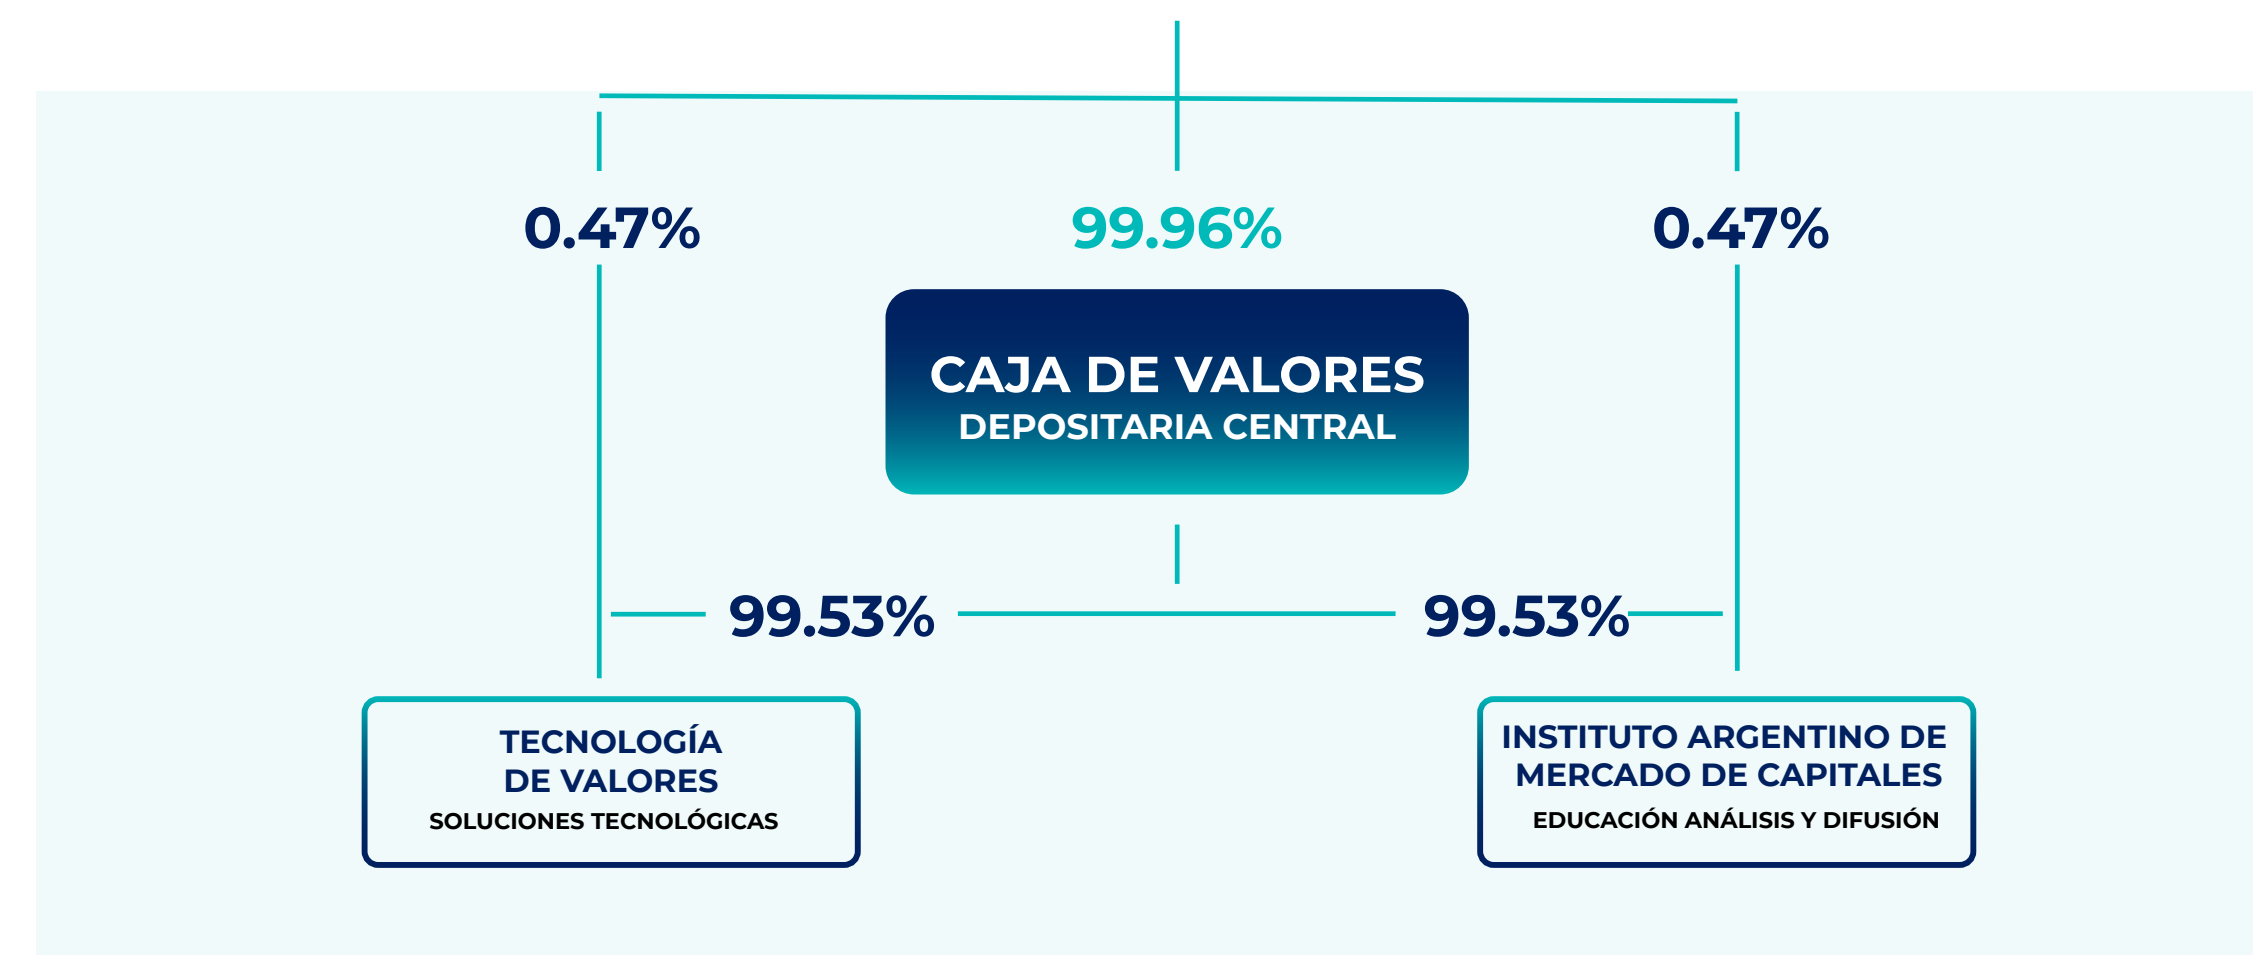 0.47%
99.96%
0.47%
CAJA DE VALORES
DEPOSITARIA CENTRAL
99.53%
99.53%
TECNOLOGÍA
DE VALORES
SOLUCIONES TECNOLÓGICAS
INSTITUTO ARGENTINO DE
MERCADO DE CAPITALES
EDUCACIÓN ANÁLISIS Y DIFUSIÓN